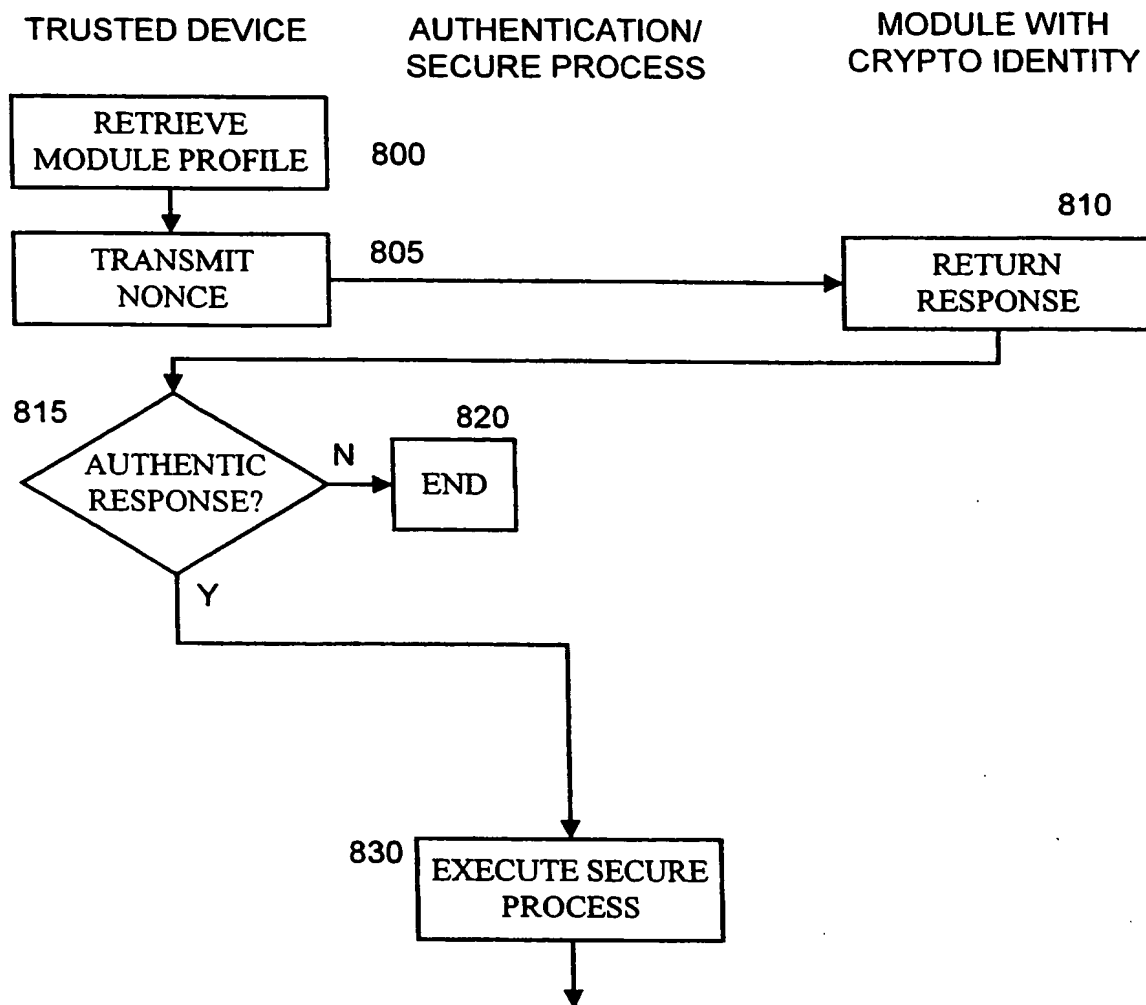 TRUSTED DEVICE
AUTHENTICATION/
SECURE PROCESS
MODULE WITH
CRYPTO IDENTITY
RETRIEVE
MODULE PROFILE
800
TRANSMIT
NONCE
805
810
RETURN
RESPONSE
815
AUTHENTIC
RESPONSE?
N
820
END
Y
830
EXECUTE SECURE
PROCESS